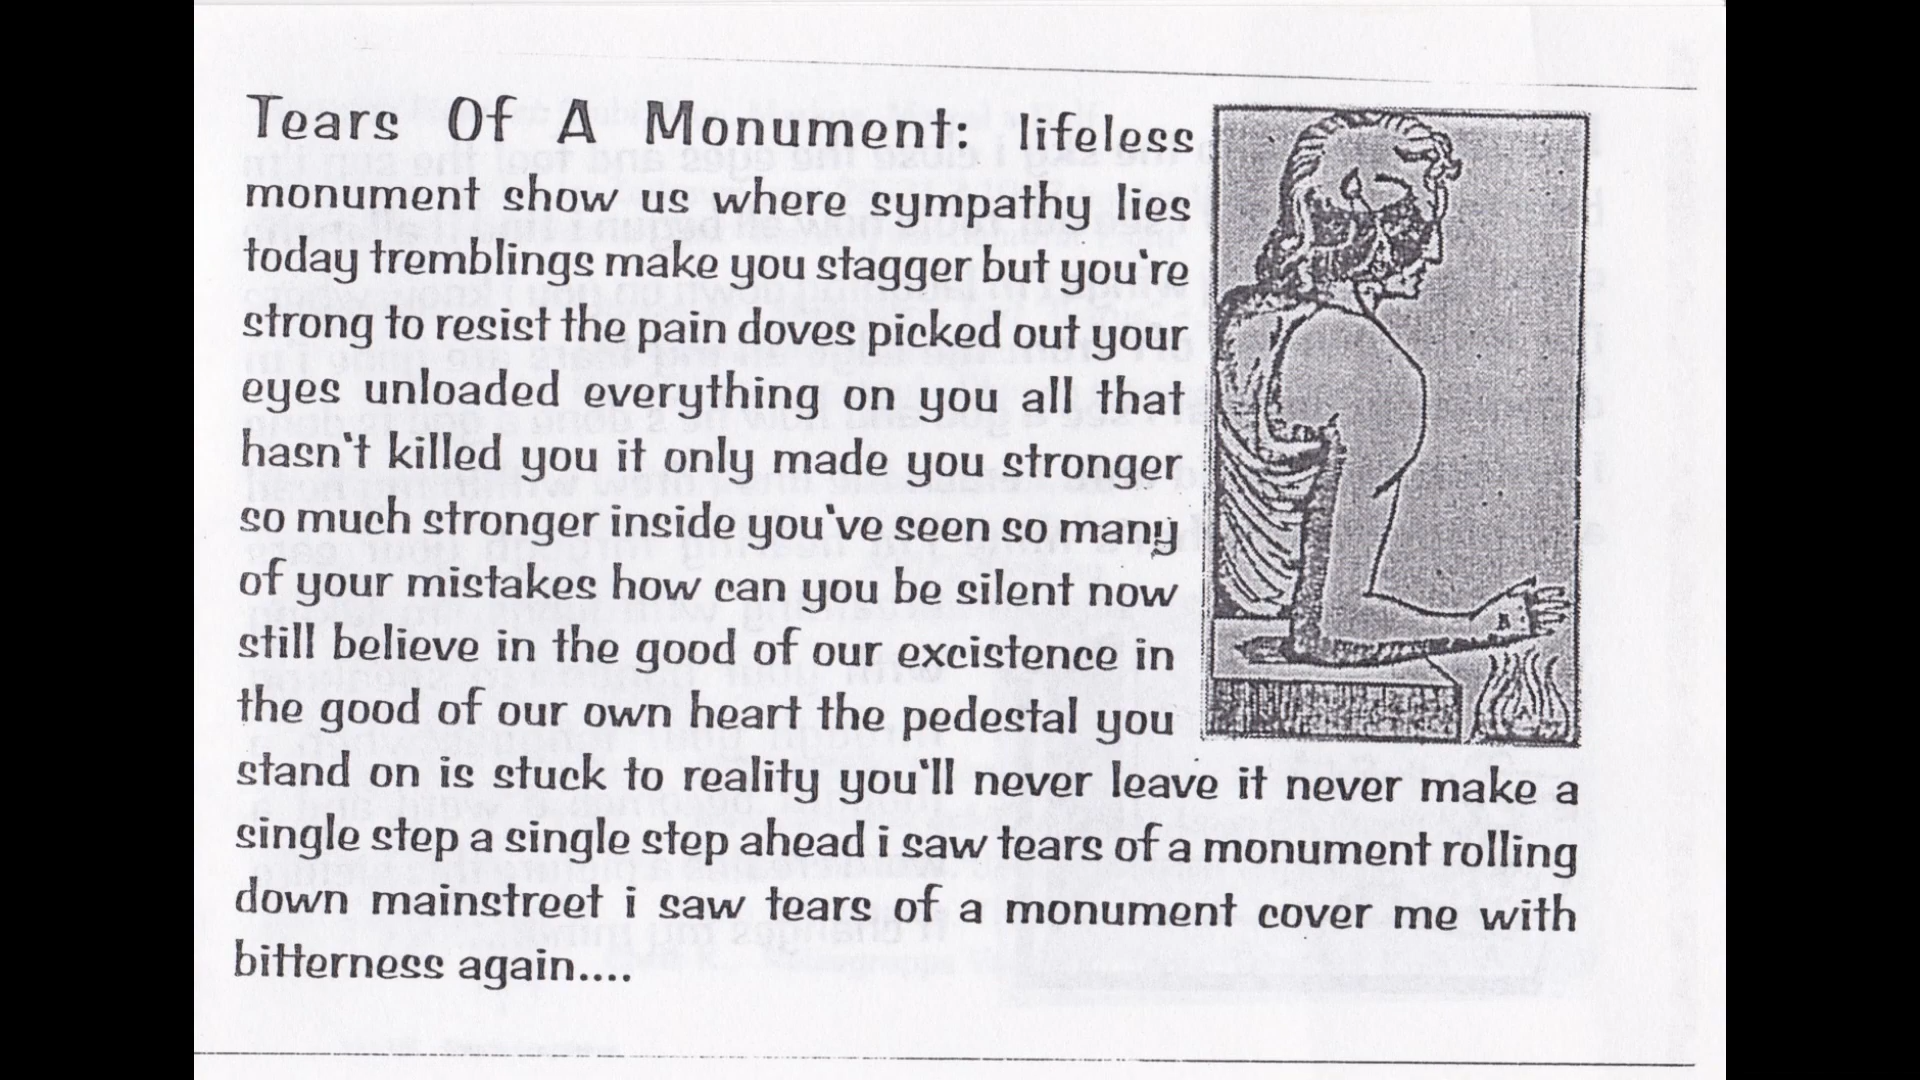 Tears Of A Monument: lifeless
monument show us where sympathy lies
today tremblings make you stagger but you're
strong to resist the pain doves picked out your
eyes unloaded everything on you all that
hasn't killed you it only made you stronger
so much stronger inside you've seen so many
of your mistakes how can you be silent now
still believe in the good of our excistence in
the good of our own heart the pedestal you
stand on is stuck to reality you'll never leave it never make a
single step a single step ahead i saw tears of a monument rolling
down mainstreet i saw tears of a monument cover me with
bitterness again....